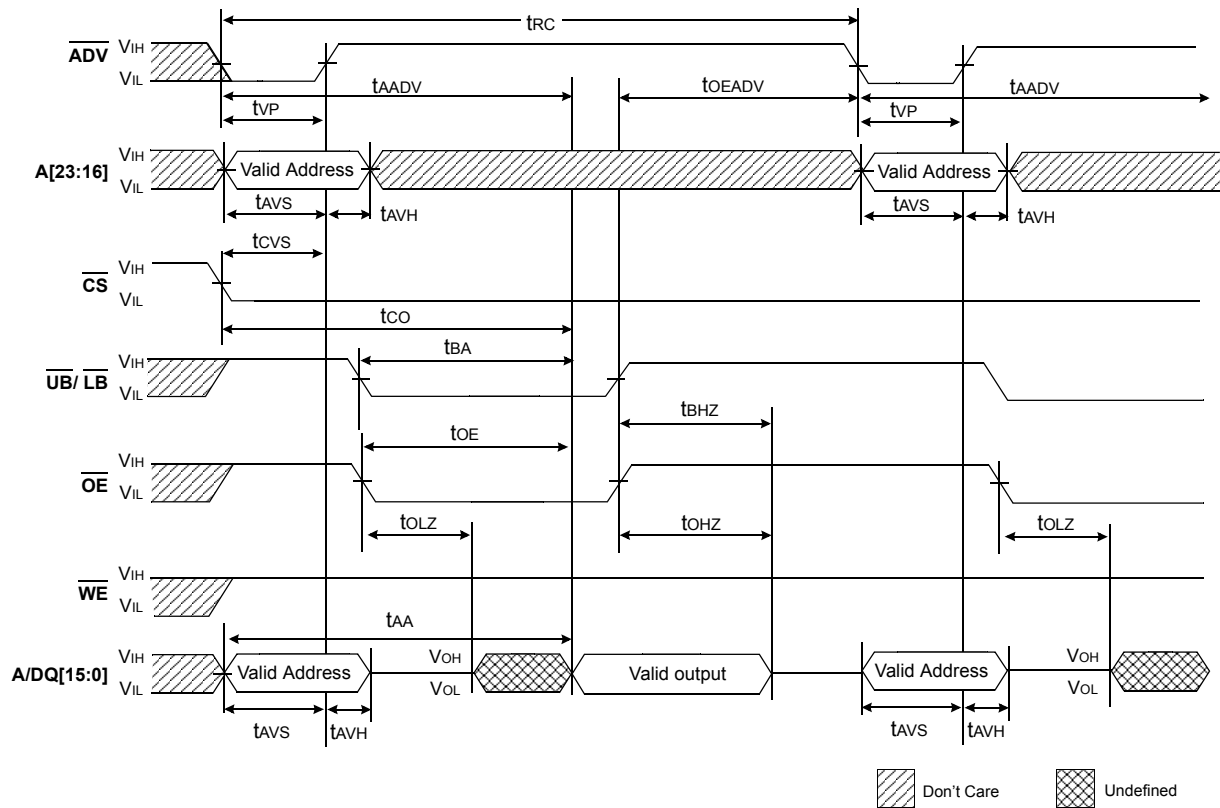 tRC
ADV VIH
VIL
tAADV tOEADV tAADV
tVP tVP
A[23:16] VIH Valid Address Valid Address
VIL
tAVS tAVH tAVS tAVH
tCVS
CS VIH
VIL
tCO
tBA
UB/ LB VIH
VIL
tBHZ
tOE
OE VIH
VIL
tOLZ tOHZ tOLZ
WE VIH
VIL
tAA
A/DQ[15:0] VIH Valid Address VOH Valid output Valid Address VOH
VIL VOL VOL
tAVS tAVH tAVS tAVH
Don't Care Undefined